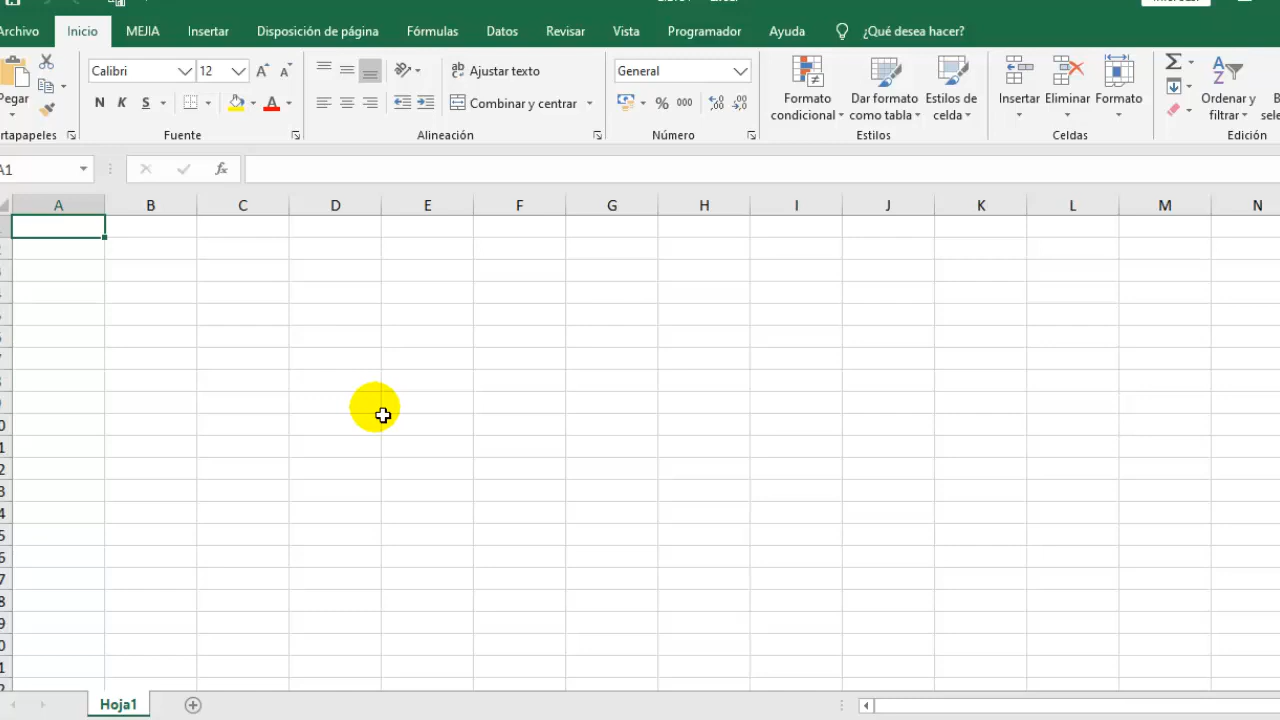 Archivo Inicio MEJIA Insertar Disposición de página Fórmulas Datos Revisar Vista Programador Ayuda ¿Qué desea hacer?
Calibri 12 Ajustar texto General
Pegar N K S Combinar y centrar % 000 Formato condicional Dar formato como tabla Estilos de celda Insertar Eliminar Formato Ordenar y filtrar
rtapapeles Fuente Alineación Número Estilos Celdas Edición
A1 fx
A B C D E F G H I J K L M N
Hoja1